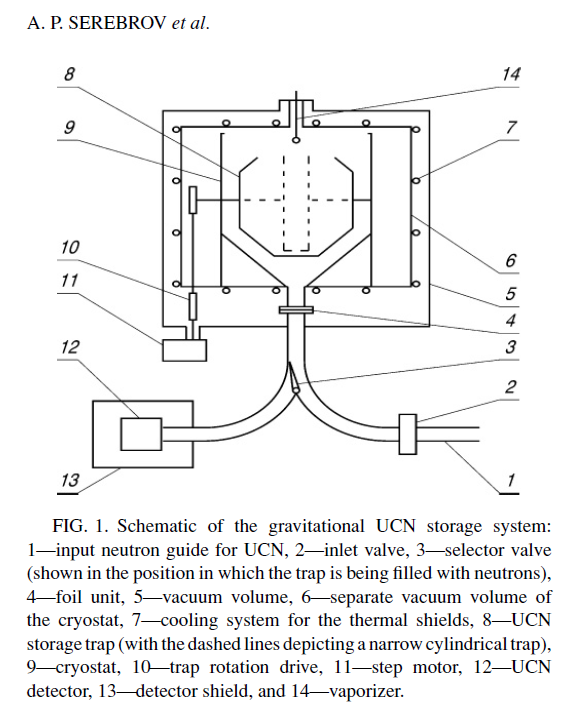 A. P. SEREBROV et al.
8
14
9
7
10
6
11
5
4
12
3
2
13
1
FIG. 1. Schematic of the gravitational UCN storage system:
1—input neutron guide for UCN, 2—inlet valve, 3—selector valve
(shown in the position in which the trap is being filled with neutrons),
4—foil unit, 5—vacuum volume, 6—separate vacuum volume of
the cryostat, 7—cooling system for the thermal shields, 8—UCN
storage trap (with the dashed lines depicting a narrow cylindrical trap),
9—cryostat, 10—trap rotation drive, 11—step motor, 12—UCN
detector, 13—detector shield, and 14—vaporizer.